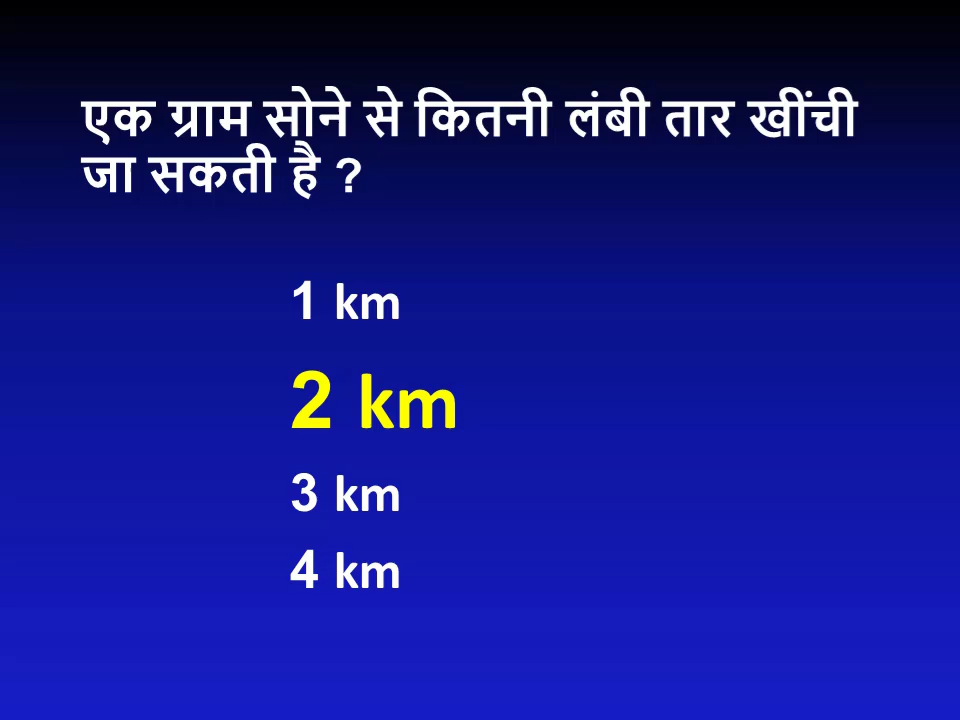 एक ग्राम सोने से कितनी लंबी तार खींची
जा सकती है ?
1 km
2 km
3 km
4 km